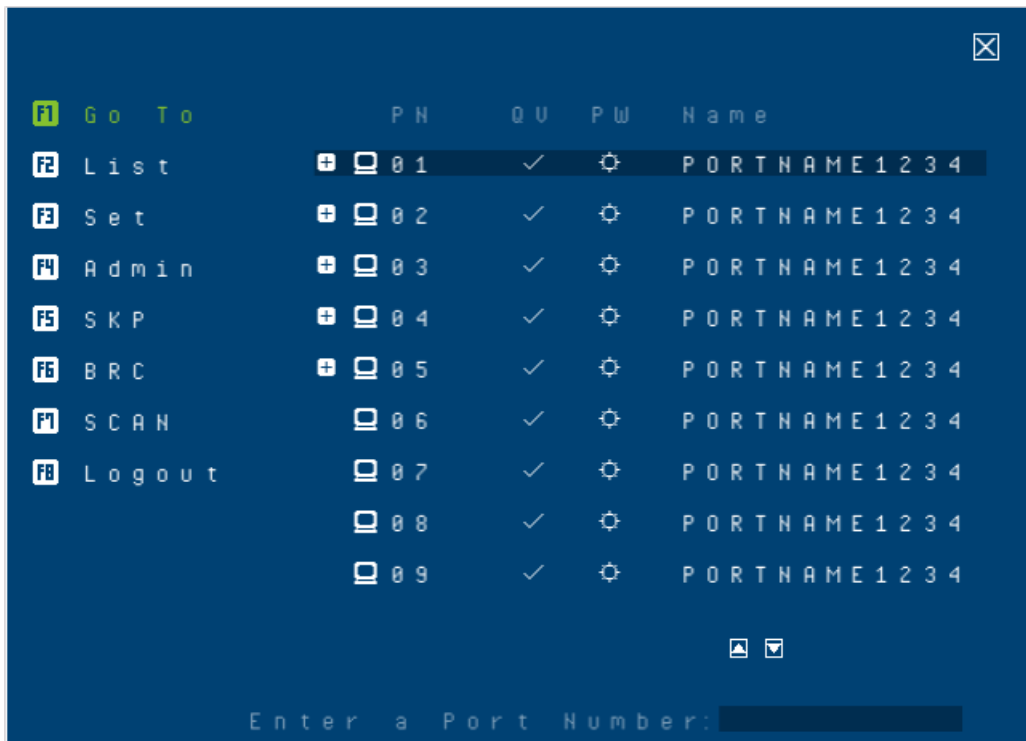 F1 Go To PN QV PW Name
F2 List 01 PORTNAME1234
F3 Set 02 PORTNAME1234
F4 Admin 03 PORTNAME1234
F5 SKP 04 PORTNAME1234
F6 BRC 05 PORTNAME1234
F7 SCAN 06 PORTNAME1234
F8 Logout 07 PORTNAME1234
08 PORTNAME1234
09 PORTNAME1234
Enter a Port Number: